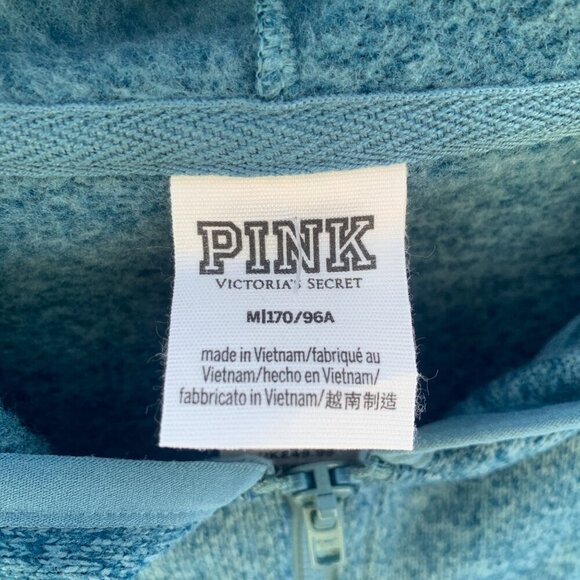 PINK
VICTORIA'S SECRET
M|170/96A
made in Vietnam/fabriqué au
Vietnam/hecho en Vietnam/
fabbricato in Vietnam/越南制造